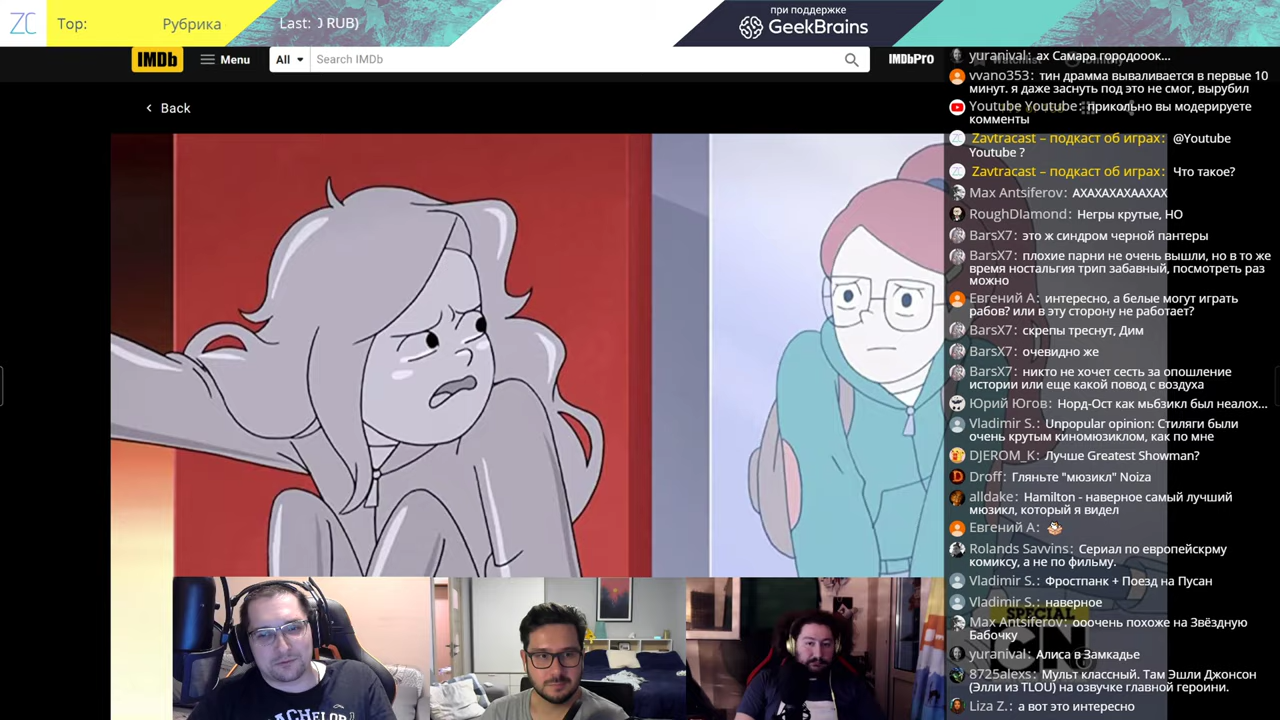 ZC
Top:
Рубрика
Last:
O RUB)
при поддержке
GeekBrains
IMDb
Menu
All
Search IMDb
IMDbPro
Back
yuranival: ах Самара городооок...
vvano353: тин драмма вываливается в первые 10
минут. я даже заснуть под это не смог, вырубил
Youtube Youtube: прикольно вы модерируете
комменты
Zavtracast – подкаст об играх: @Youtube
Youtube ?
Zavtracast – подкаст об играх: Что такое?
Max Antsiferov: АХАХАХАХААХАХ
RoughDIamond: Негры крутые, НО
BarsX7: это ж синдром черной пантеры
BarsX7: плохие парни не очень вышли, но в то же
время ностальгия трип забавный, посмотреть раз
можно
Евгений А: интересно, а белые могут играть
рабов? или в эту сторону не работает?
BarsX7: скрепы треснут, Дим
BarsX7: очевидно же
BarsX7: никто не хочет сесть за опошление
истории или еще какой повод с воздуха
Юрий Югов: Норд-Ост как мьбзикл был неалох...
Vladimir S.: Unpopular opinion: Стиляги были
очень крутым киномюзиклом, как по мне
DJEROM_K: Лучше Greatest Showman?
Droff: Гляньте "мюзикл" Noiza
alldake: Hamilton - наверное самый лучший
мюзикл, который я видел
Евгений А:
Rolands Savvins: Сериал по европейскрму
комиксу, а не по фильму.
Vladimir S.: Фростпанк + Поезд на Пусан
Vladimir S.: наверное
Max Antsiferov: ооочень похоже на Звёздную
Бабочку
yuranival: Алиса в Замкадье
8725alexs: Мульт классный. Там Эшли Джонсон
(Элли из TLOU) на озвучке главной героини.
Liza Z.: а вот это интересно
SPECIAL
CN
BACHELOR